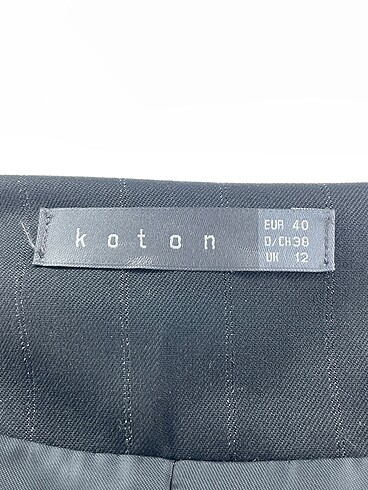 koton
EUR 40
D/CH38
UK 12